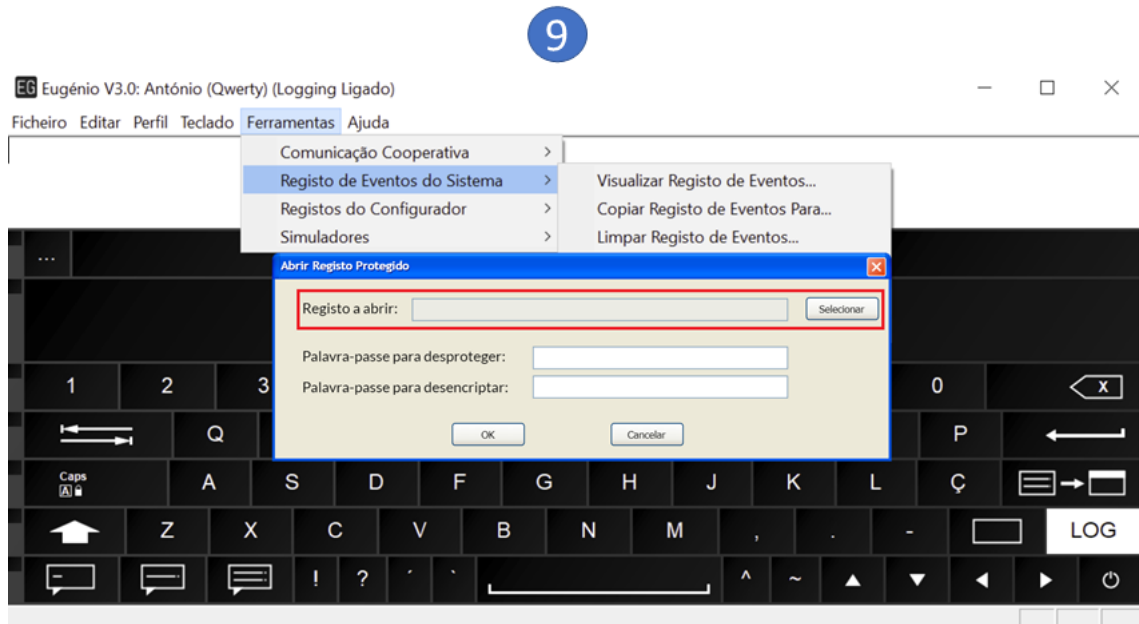 9
EG Eugénio V3.0: António (Qwerty) (Logging Ligado)
Ficheiro Editar Perfil Teclado Ferramentas Ajuda
Comunicação Cooperativa >
Registo de Eventos do Sistema > Visualizar Registo de Eventos...
Registos do Configurador > Copiar Registo de Eventos Para...
Simuladores > Limpar Registo de Eventos...
...
Abrir Registo Protegido
Registo a abrir: Selecionar
Palavra-passe para desproteger:
Palavra-passe para desencriptar:
OK Cancelar
1 2 3 0 X
Q P
Caps A A S D F G H J K L Ç
Z X C V B N M , . - LOG
! ? ´ ` ^ ~